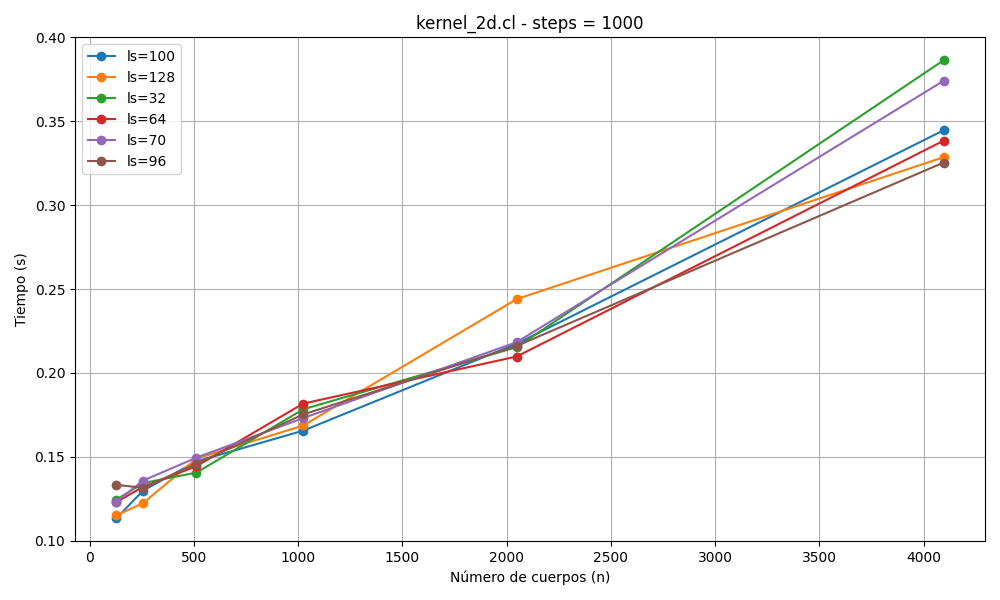 kernel_2d.cl - steps = 1000
0.40
0.35
0.30
0.25
0.20
0.15
0.10
Tiempo (s)
ls=100
ls=128
ls=32
ls=64
ls=70
ls=96
0 500 1000 1500 2000 2500 3000 3500 4000
Número de cuerpos (n)